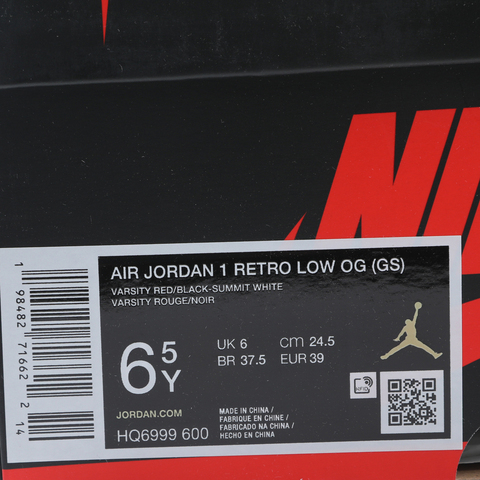 NIK
AIR JORDAN 1 RETRO LOW OG (GS)
VARSITY RED/BLACK-SUMMIT WHITE
VARSITY ROUGE/NOIR
6 5 Y
UK 6 cm 24.5
BR 37.5 EUR 39
JORDAN.COM
HQ6999 600
MADE IN CHINA /
FABRIQUE EN CHINE /
FABRICADO NA CHINA /
HECHO EN CHINA
1 98482 71662 2 14